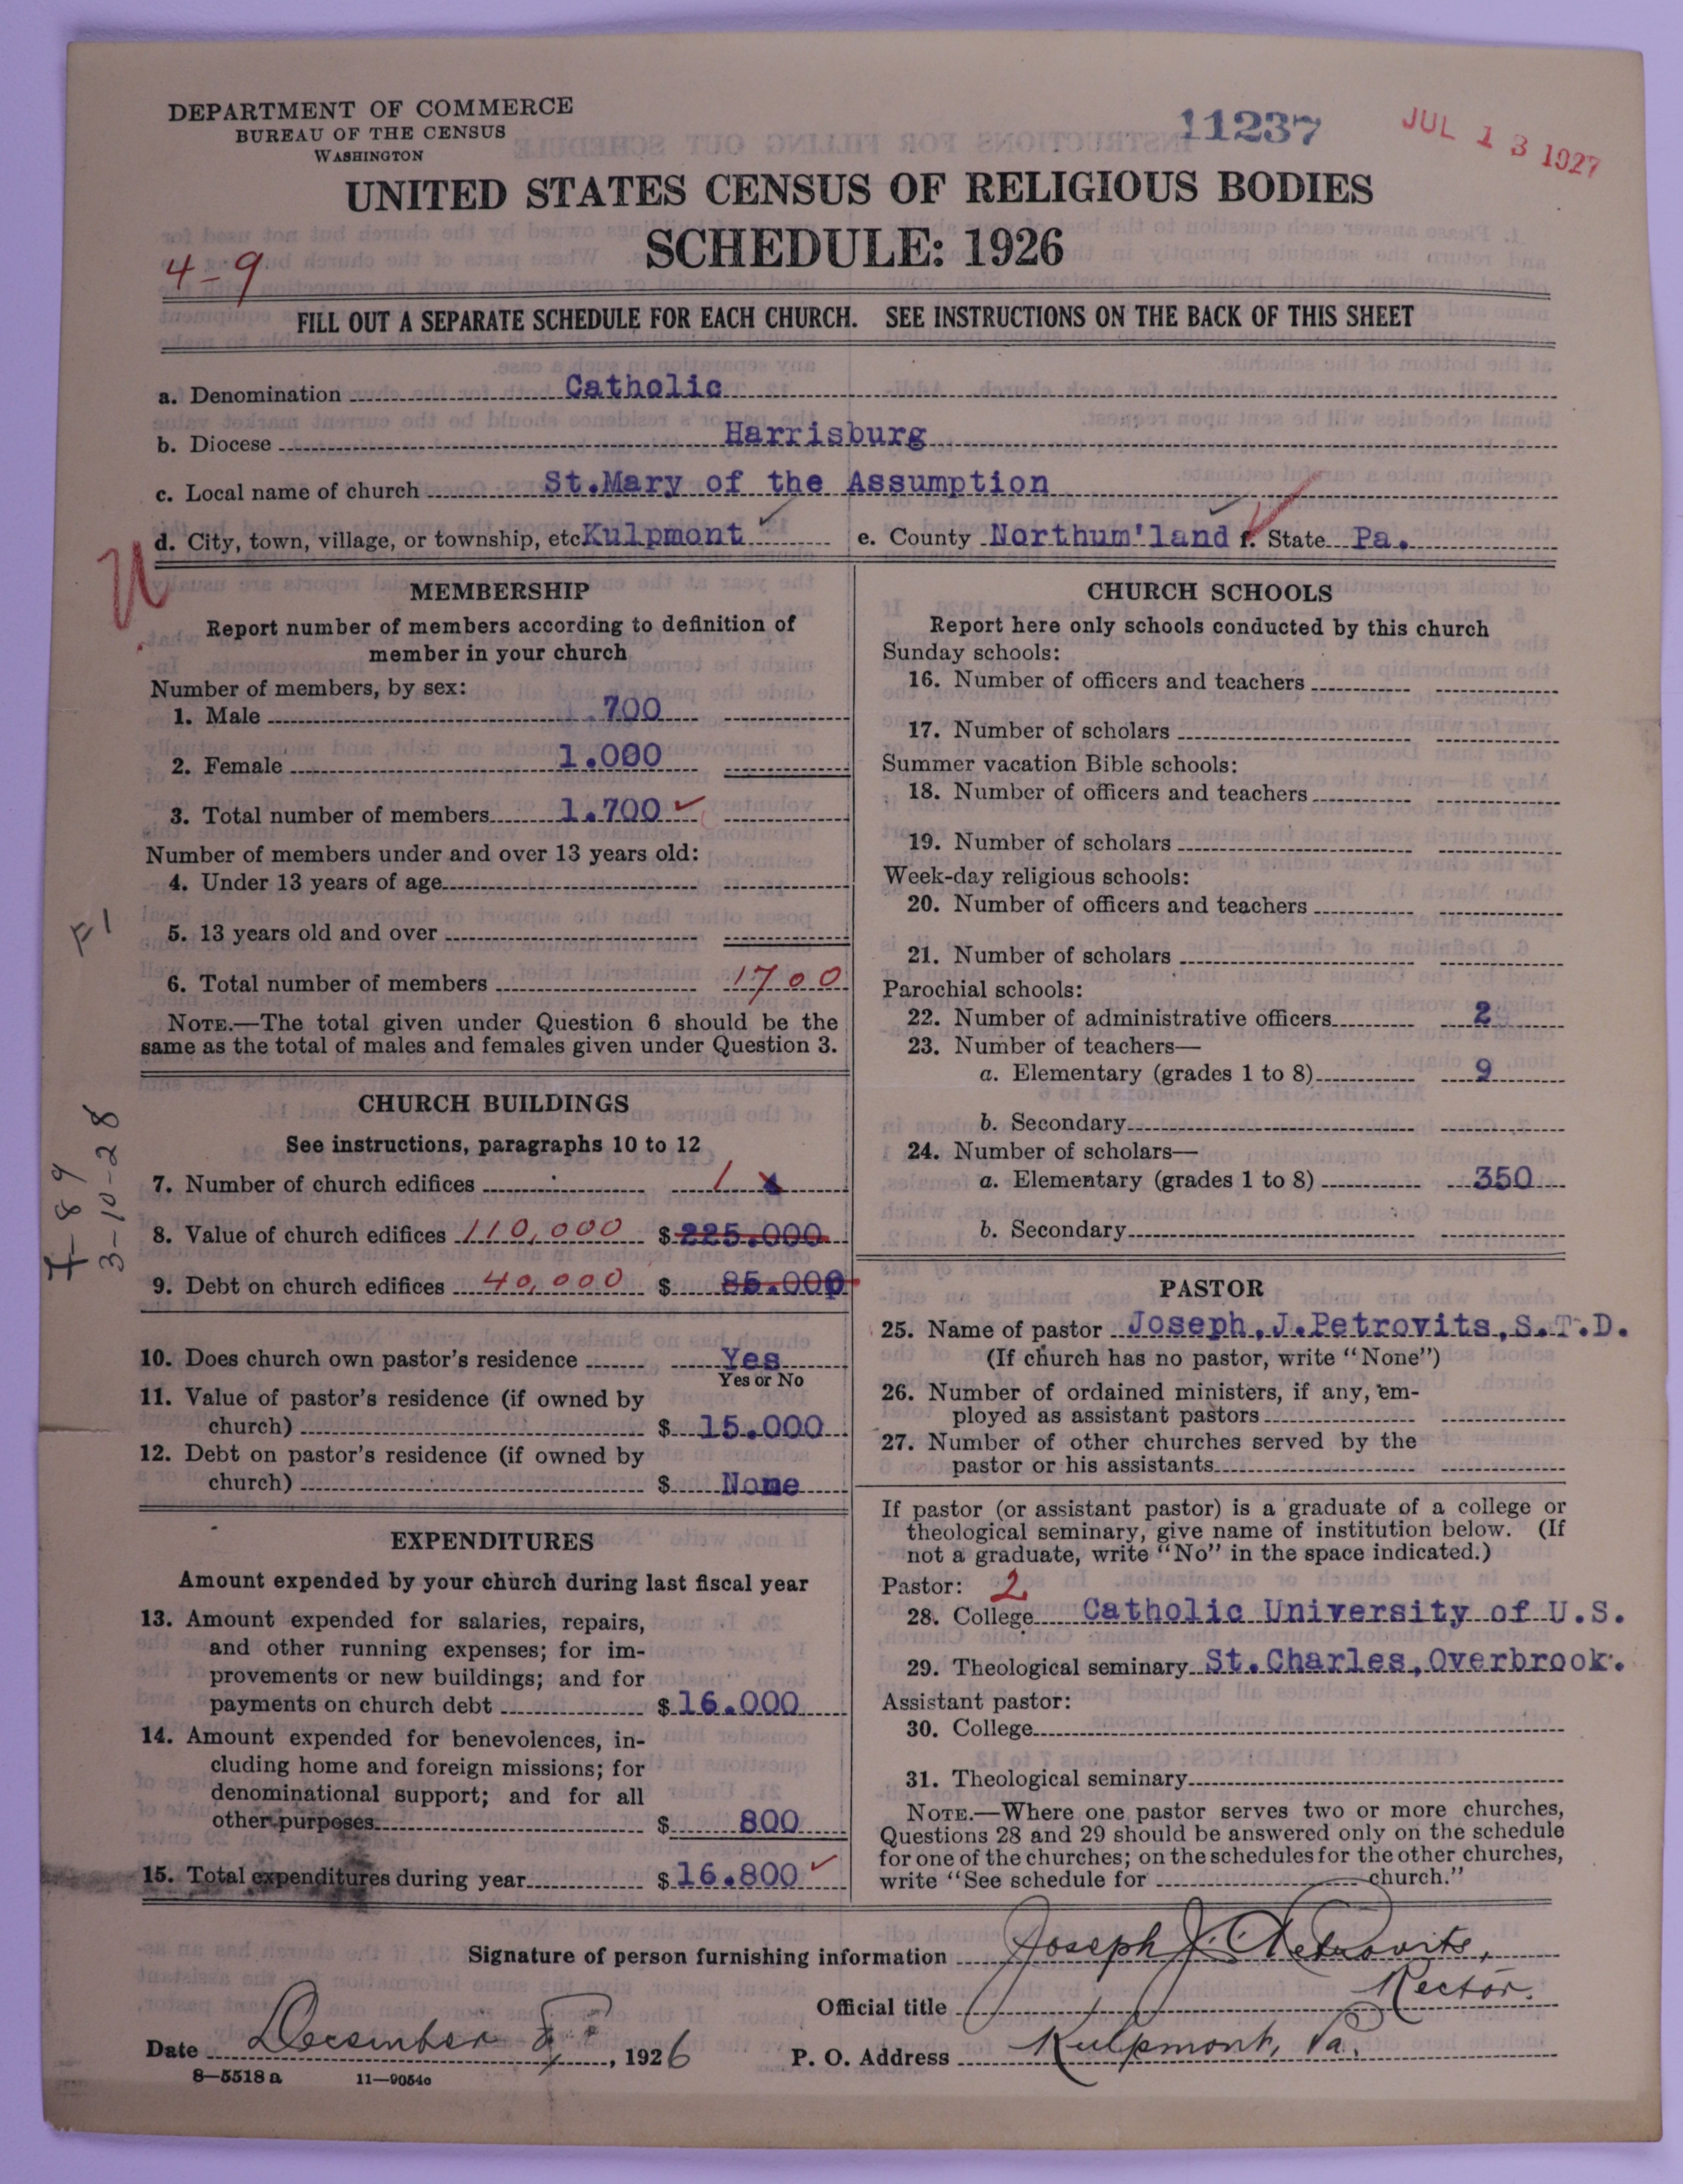 DEPARTMENT OF COMMERCE
BUREAU OF THE CENSUS
WASHINGTON
11237
JUL 13 1927
UNITED STATES CENSUS OF RELIGIOUS BODIES
SCHEDULE: 1926
4-9
FILL OUT A SEPARATE SCHEDULE FOR EACH CHURCH. SEE INSTRUCTIONS ON THE BACK OF THIS SHEET
a. Denomination Catholic
b. Diocese Harrisburg
c. Local name of church St.Mary of the Assumption
d. City, town, village, or township, etc. Kulpmont e. County Northum'land f. State Pa.
MEMBERSHIP
Report number of members according to definition of
member in your church
Number of members, by sex:
1. Male 700
2. Female 1.000
3. Total number of members 1.700
Number of members under and over 13 years old:
4. Under 13 years of age
5. 13 years old and over
6. Total number of members 1700
NOTE.—The total given under Question 6 should be the
same as the total of males and females given under Question 3.
CHURCH BUILDINGS
See instructions, paragraphs 10 to 12
7. Number of church edifices 1
8. Value of church edifices 110,000 $ 225.000
9. Debt on church edifices 40,000 $ 85.000
10. Does church own pastor's residence Yes
Yes or No
11. Value of pastor's residence (if owned by
church) $ 15.000
12. Debt on pastor's residence (if owned by
church) $ None
EXPENDITURES
Amount expended by your church during last fiscal year
13. Amount expended for salaries, repairs,
and other running expenses; for im-
provements or new buildings; and for
payments on church debt $ 16.000
14. Amount expended for benevolences, in-
cluding home and foreign missions; for
denominational support; and for all
other purposes $ 800
15. Total expenditures during year $ 16.800
CHURCH SCHOOLS
Report here only schools conducted by this church
Sunday schools:
16. Number of officers and teachers
17. Number of scholars
Summer vacation Bible schools:
18. Number of officers and teachers
19. Number of scholars
Week-day religious schools:
20. Number of officers and teachers
21. Number of scholars
Parochial schools:
22. Number of administrative officers 2
23. Number of teachers—
a. Elementary (grades 1 to 8) 9
b. Secondary
24. Number of scholars—
a. Elementary (grades 1 to 8) 350
b. Secondary
PASTOR
25. Name of pastor Joseph.J.Petrovits.S.T.D.
(If church has no pastor, write "None")
26. Number of ordained ministers, if any, em-
ployed as assistant pastors
27. Number of other churches served by the
pastor or his assistants
If pastor (or assistant pastor) is a graduate of a college or
theological seminary, give name of institution below. (If
not a graduate, write "No" in the space indicated.)
Pastor: 2
28. College Catholic University of U.S.
29. Theological seminary St.Charles,Overbrook.
Assistant pastor:
30. College
31. Theological seminary
NOTE.—Where one pastor serves two or more churches,
Questions 28 and 29 should be answered only on the schedule
for one of the churches; on the schedules for the other churches,
write "See schedule for church."
Signature of person furnishing information Joseph J. Petrovits,
Official title Rector.
Date December 8, 1926 P. O. Address Kulpmont, Pa.
8—5518 a 11—9054c
3-10-28